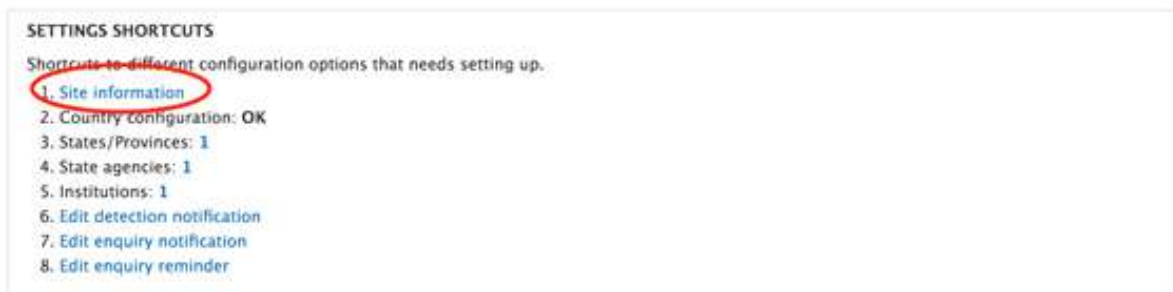 SETTINGS SHORTCUTS
Shortcuts to different configuration options that needs setting up.
1. Site information
2. Country configuration: OK
3. States/Provinces: 1
4. State agencies: 1
5. Institutions: 1
6. Edit detection notification
7. Edit enquiry notification
8. Edit enquiry reminder